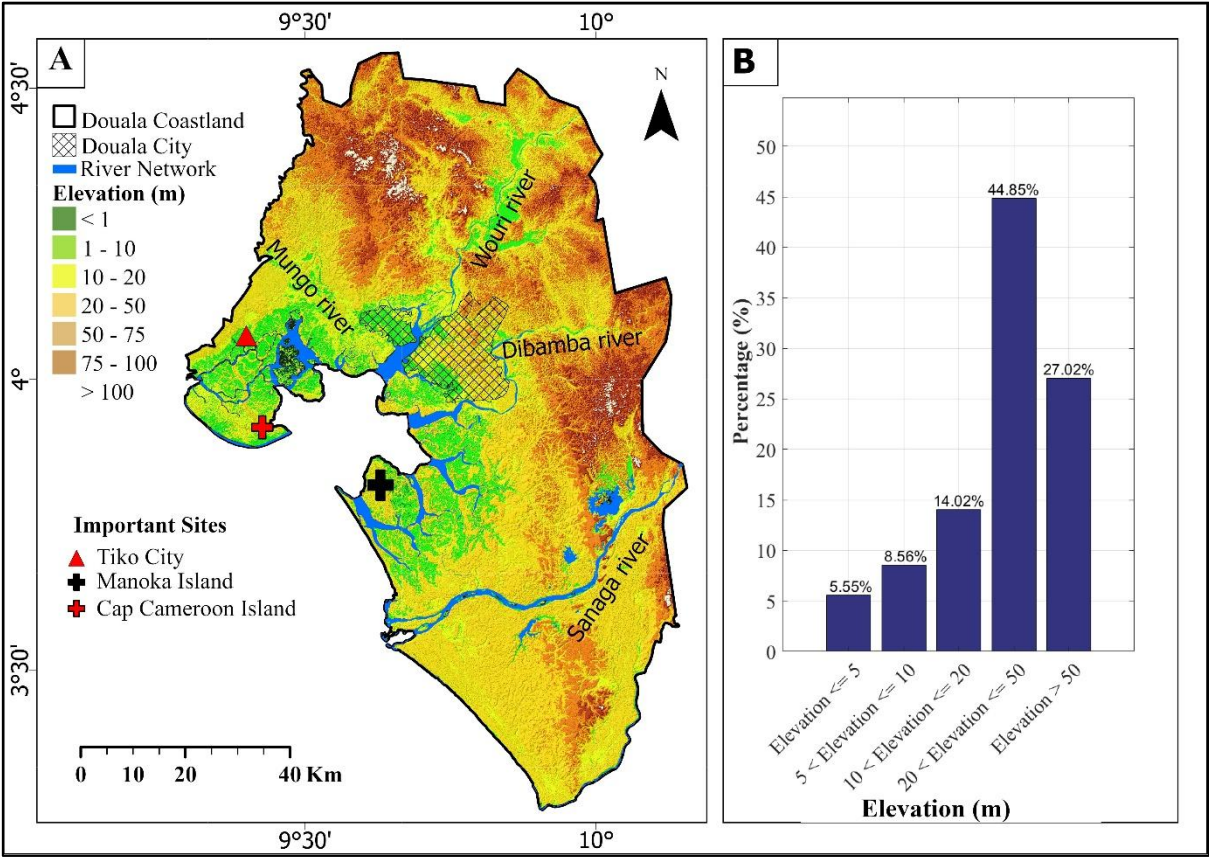 9°30' 10°
A
N
4°30'
4°
3°30'
Douala Coastland
Douala City
River Network
Elevation (m)
< 1
1 - 10
10 - 20
20 - 50
50 - 75
75 - 100
> 100
Wouri river
Mungo river
Dibamba river
Sanaga river
Important Sites
Tiko City
Manoka Island
Cap Cameroon Island
0 10 20 40 Km
9°30' 10°
B
Percentage (%)
50
45
40
35
30
25
20
15
10
5
0
5.55%
8.56%
14.02%
44.85%
27.02%
Elevation <= 5
5 < Elevation <= 10
10 < Elevation <= 20
20 < Elevation <= 50
Elevation > 50
Elevation (m)